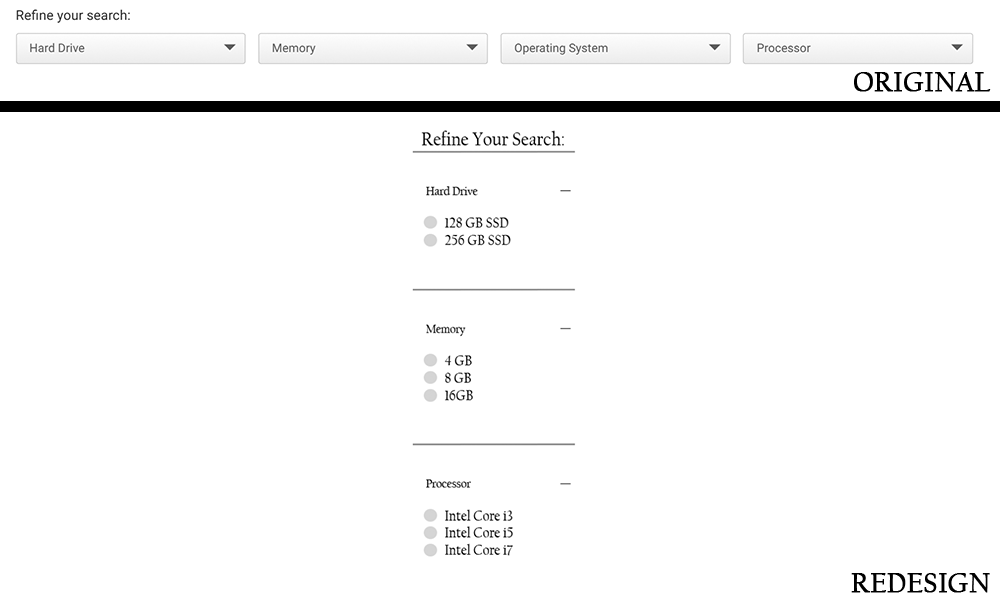 Refine your search:
Hard Drive
Memory
Operating System
Processor
ORIGINAL
Refine Your Search:
Hard Drive
128 GB SSD
256 GB SSD
Memory
4 GB
8 GB
16GB
Processor
Intel Core i3
Intel Core i5
Intel Core i7
REDESIGN